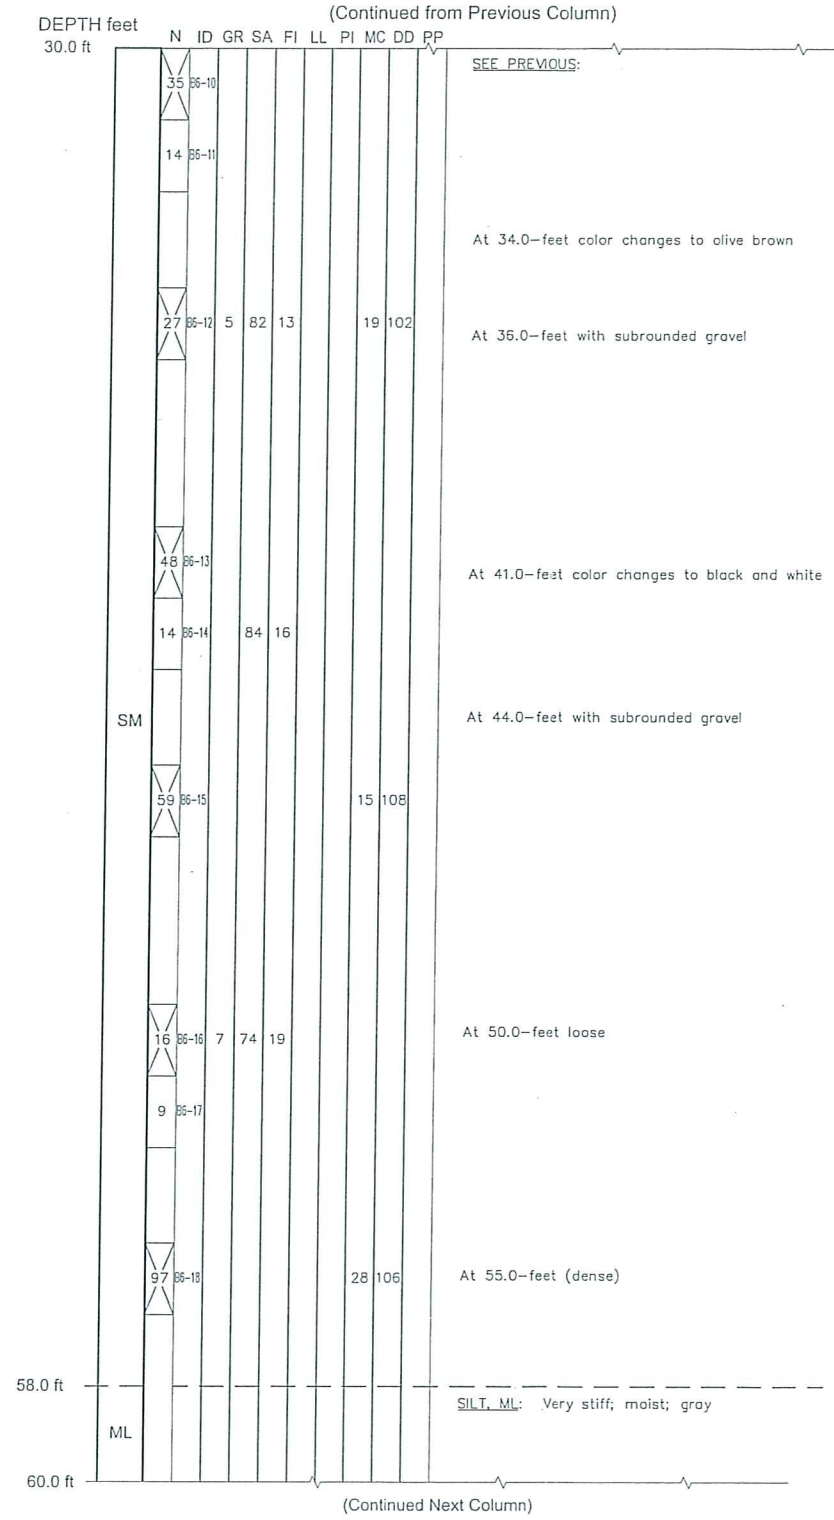 (Continued from Previous Column)
DEPTH feet
N ID GR SA FI LL PI MC DD PP
30.0 ft
SEE PREVIOUS:
35 B6-10
14 B6-11
At 34.0-feet color changes to olive brown
27 B6-12 5 82 13 19 102
At 36.0-feet with subrounded gravel
48 B6-13
At 41.0-feet color changes to black and white
14 B6-14 84 16
SM
At 44.0-feet with subrounded gravel
59 B6-15 15 108
16 B6-16 7 74 19
At 50.0-feet loose
9 B6-17
97 B6-18 28 106
At 55.0-feet (dense)
58.0 ft
SILT, ML: Very stiff; moist; gray
ML
60.0 ft
(Continued Next Column)